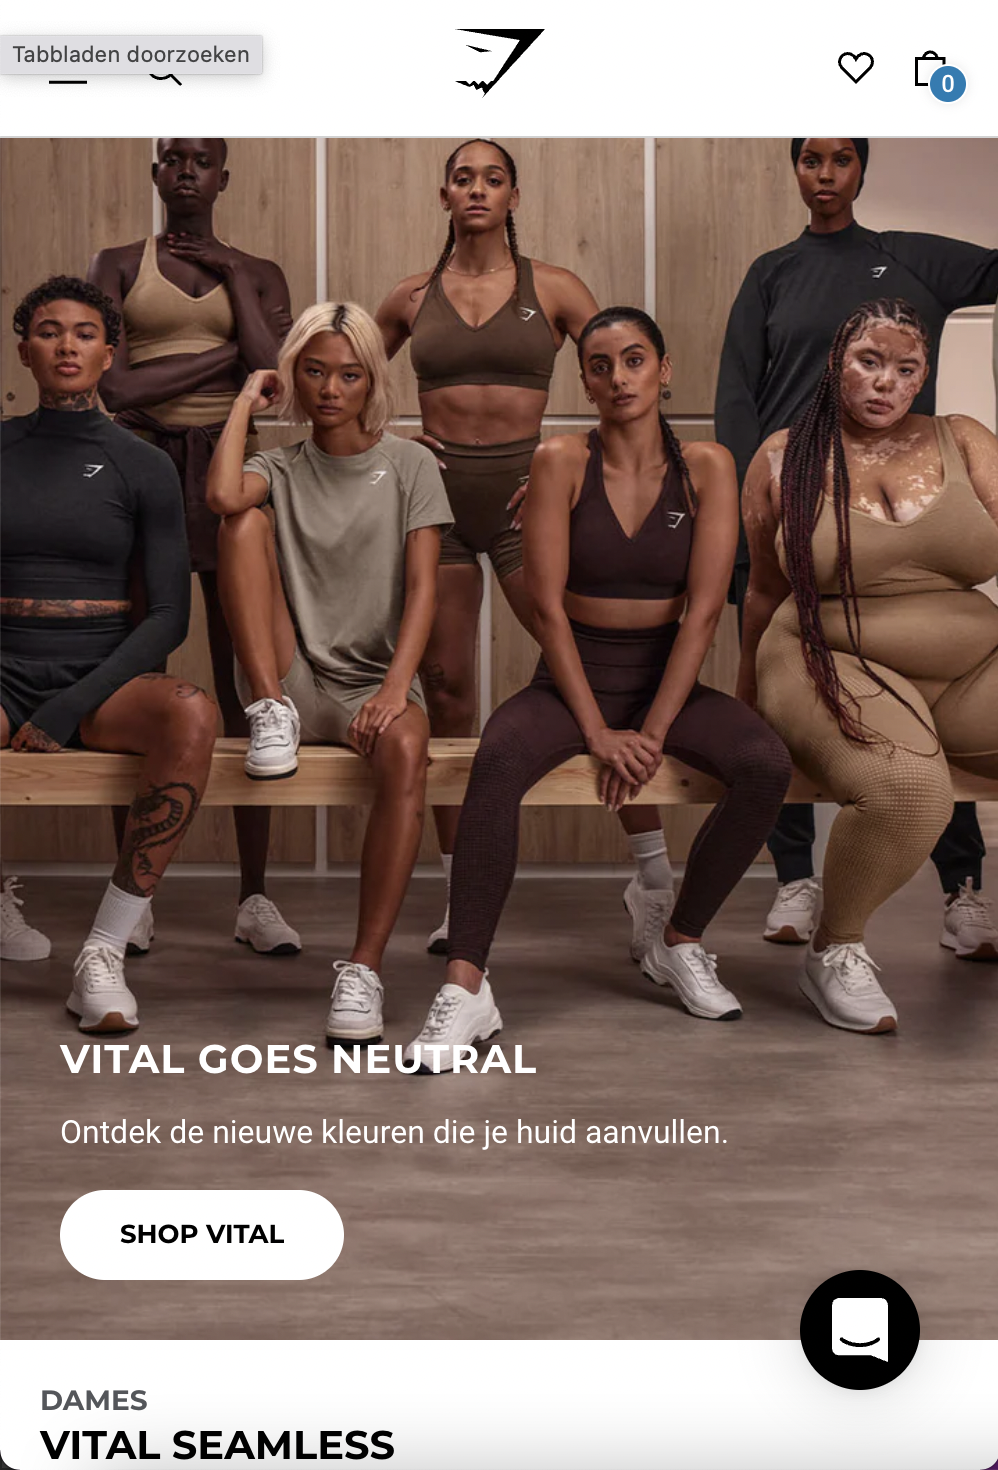 Tabbladen doorzoeken
0
VITAL GOES NEUTRAL
Ontdek de nieuwe kleuren die je huid aanvullen.
SHOP VITAL
DAMES
VITAL SEAMLESS